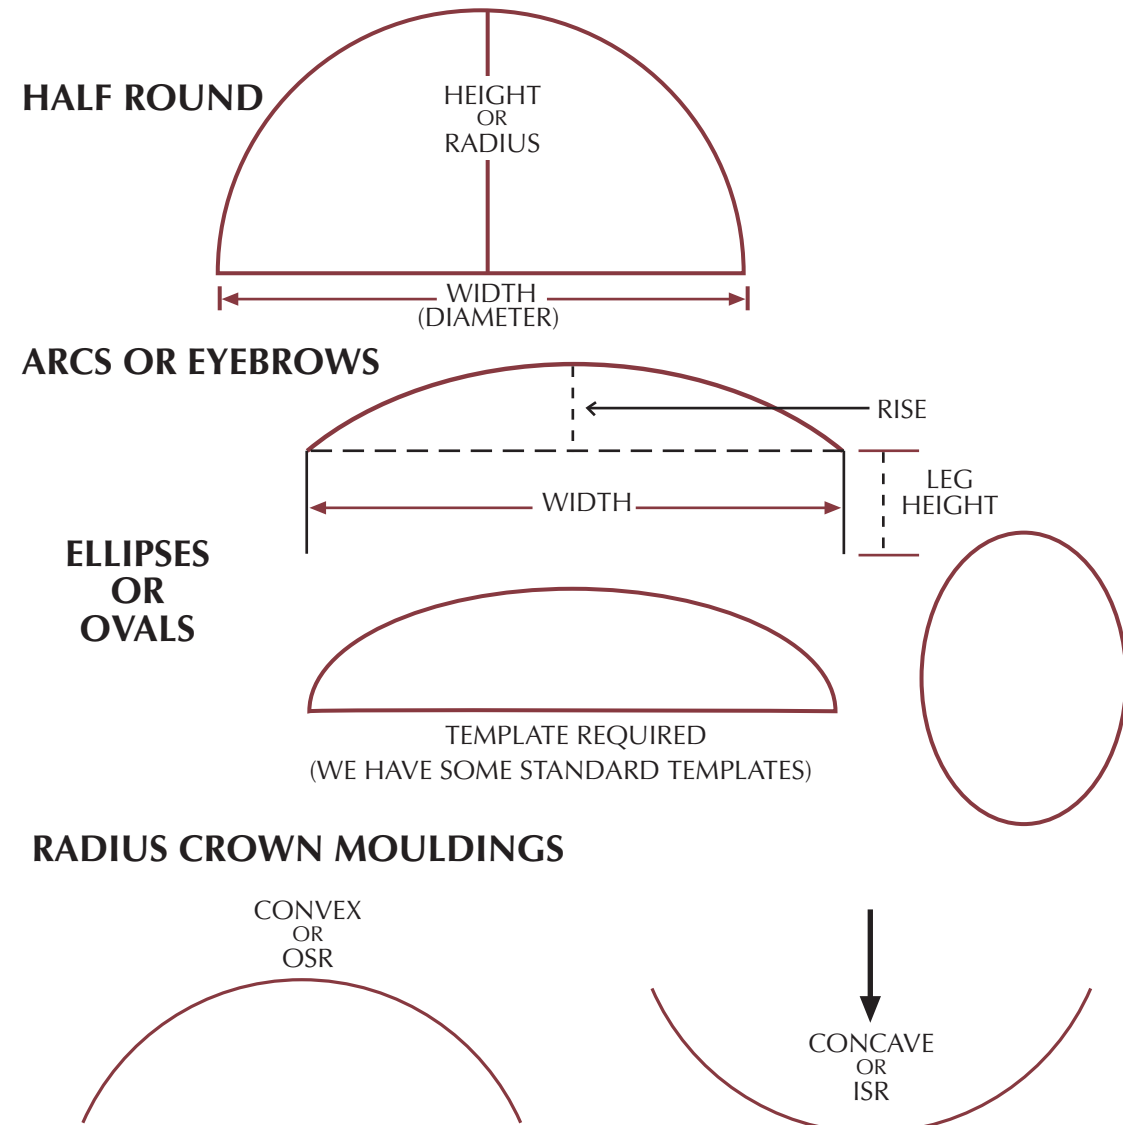 HALF ROUND
HEIGHT
OR
RADIUS
WIDTH
(DIAMETER)
ARCS OR EYEBROWS
RISE
LEG
HEIGHT
WIDTH
ELLIPSES
OR
OVALS
TEMPLATE REQUIRED
(WE HAVE SOME STANDARD TEMPLATES)
RADIUS CROWN MOULDINGS
CONVEX
OR
OSR
CONCAVE
OR
ISR